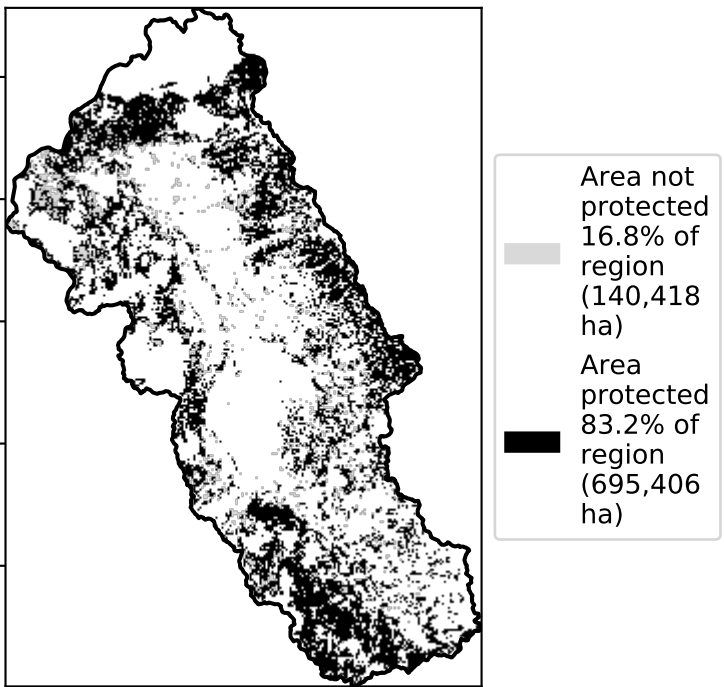 Area not
protected
16.8% of
region
(140,418
ha)
Area
protected
83.2% of
region
(695,406
ha)